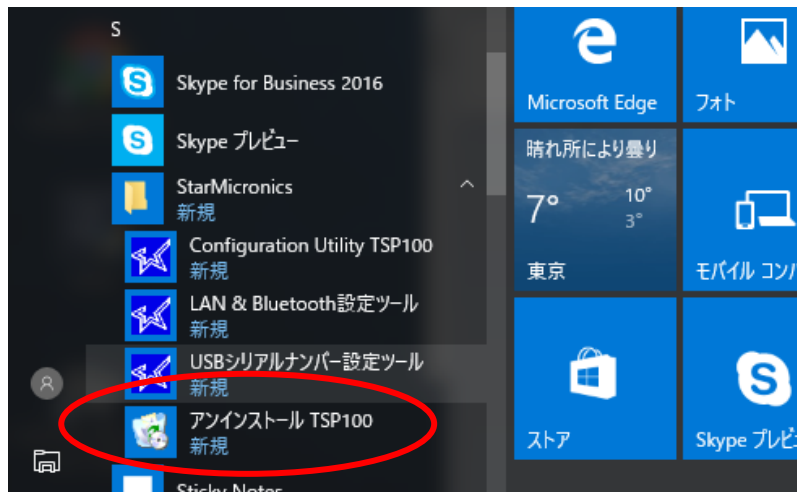 S
Skype for Business 2016
Skype プレビュー
StarMicronics
新規
Configuration Utility TSP100
新規
LAN & Bluetooth設定ツール
新規
USBシリアルナンバー設定ツール
新規
アンインストール TSP100
新規
Sticky Notes
Microsoft Edge
フォト
晴れ所により曇り
7°
10°
3°
東京
モバイル コンパ
ストア
Skype プレビ